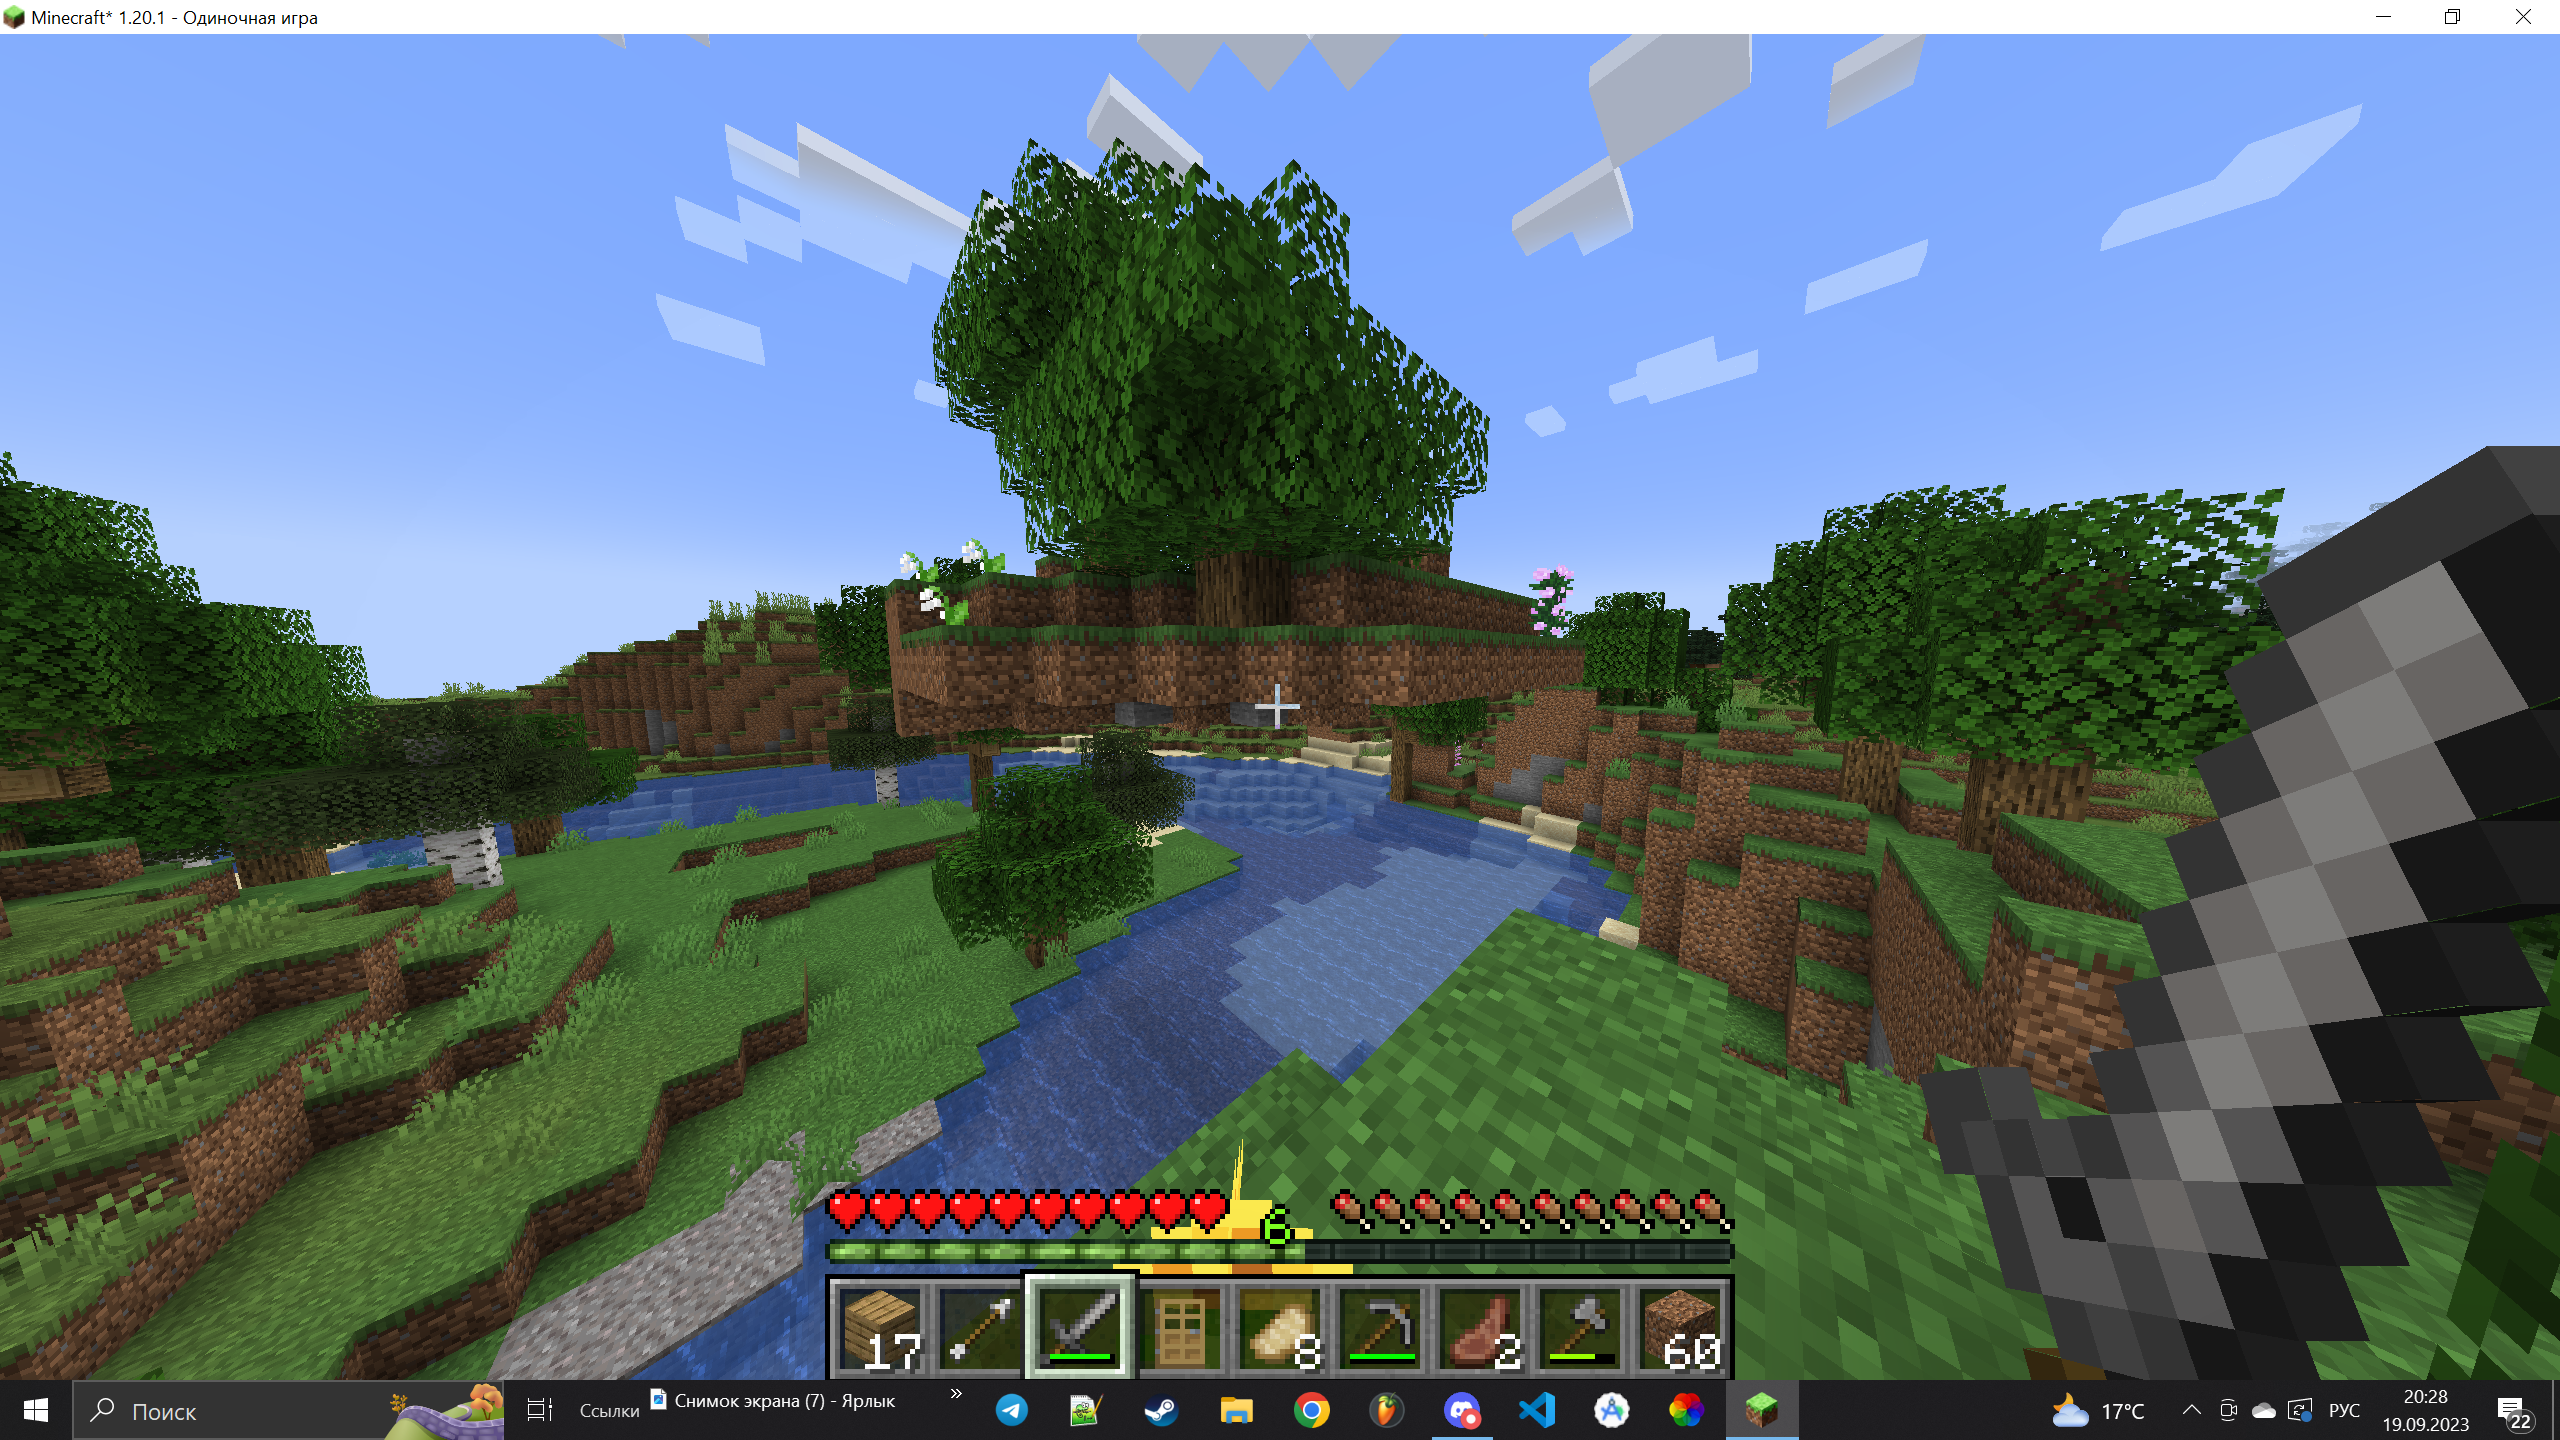 Minecraft* 1.20.1 - Одиночная игра
6
17
8
2
60
Поиск
Ссылки
Снимок экрана (7) - Ярлык
»
17°C
РУС
20:28
19.09.2023
22